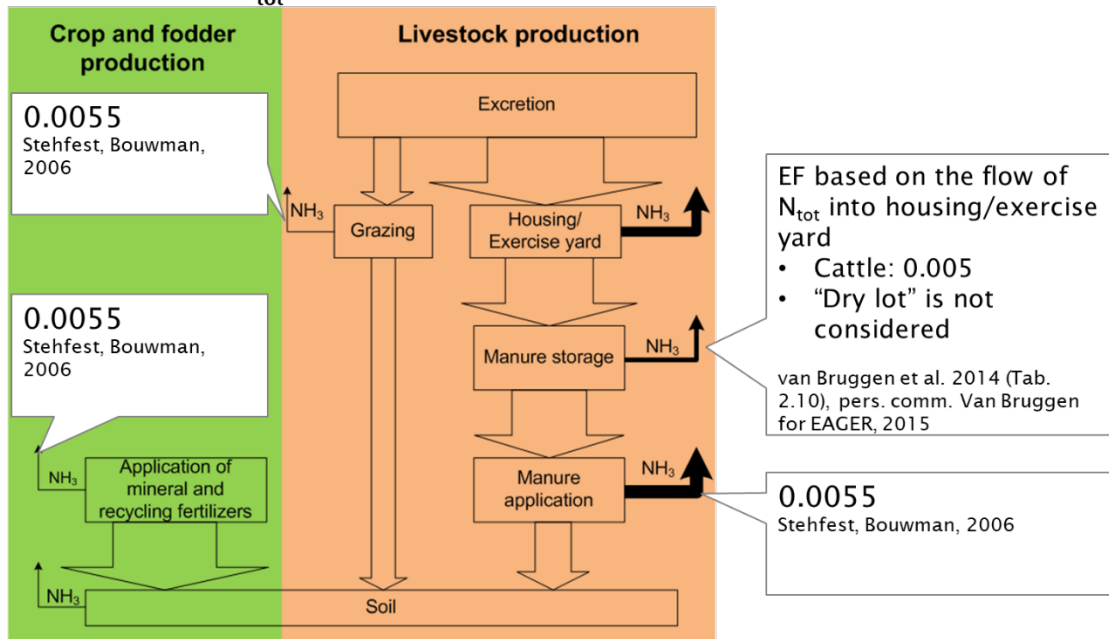 tot
Crop and fodder
production
Livestock production
0.0055
Stehfest, Bouwman,
2006
Excretion
NH3
Grazing
Housing/
Exercise yard
NH3
EF based on the flow of
Ntot into housing/exercise
yard
• Cattle: 0.005
• “Dry lot” is not
considered
van Bruggen et al. 2014 (Tab.
2.10), pers. comm. Van Bruggen
for EAGER, 2015
0.0055
Stehfest, Bouwman,
2006
Manure storage
NH3
NH3
Application of
mineral and
recycling fertilizers
Manure
application
NH3
0.0055
Stehfest, Bouwman, 2006
NH3
Soil